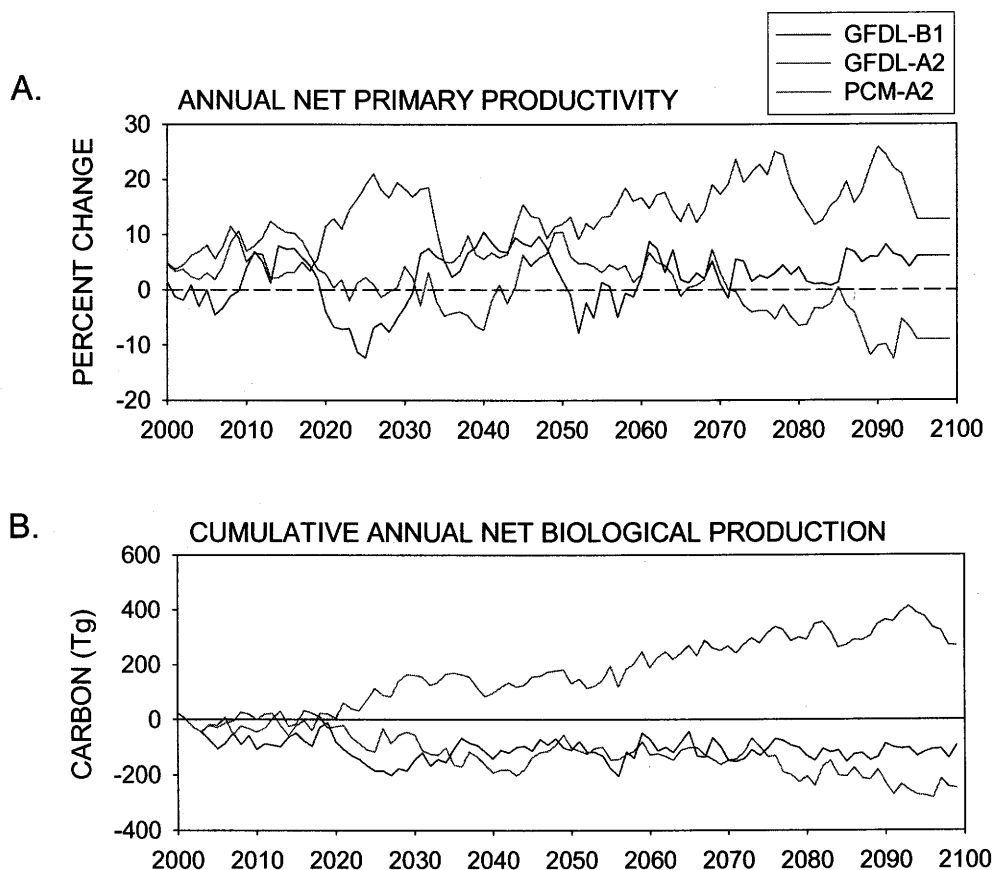 GFDL-B1
GFDL-A2
PCM-A2
A.
ANNUAL NET PRIMARY PRODUCTIVITY
PERCENT CHANGE
30
20
10
0
-10
-20
2000 2010 2020 2030 2040 2050 2060 2070 2080 2090 2100
B.
CUMULATIVE ANNUAL NET BIOLOGICAL PRODUCTION
CARBON (Tg)
600
400
200
0
-200
-400
2000 2010 2020 2030 2040 2050 2060 2070 2080 2090 2100